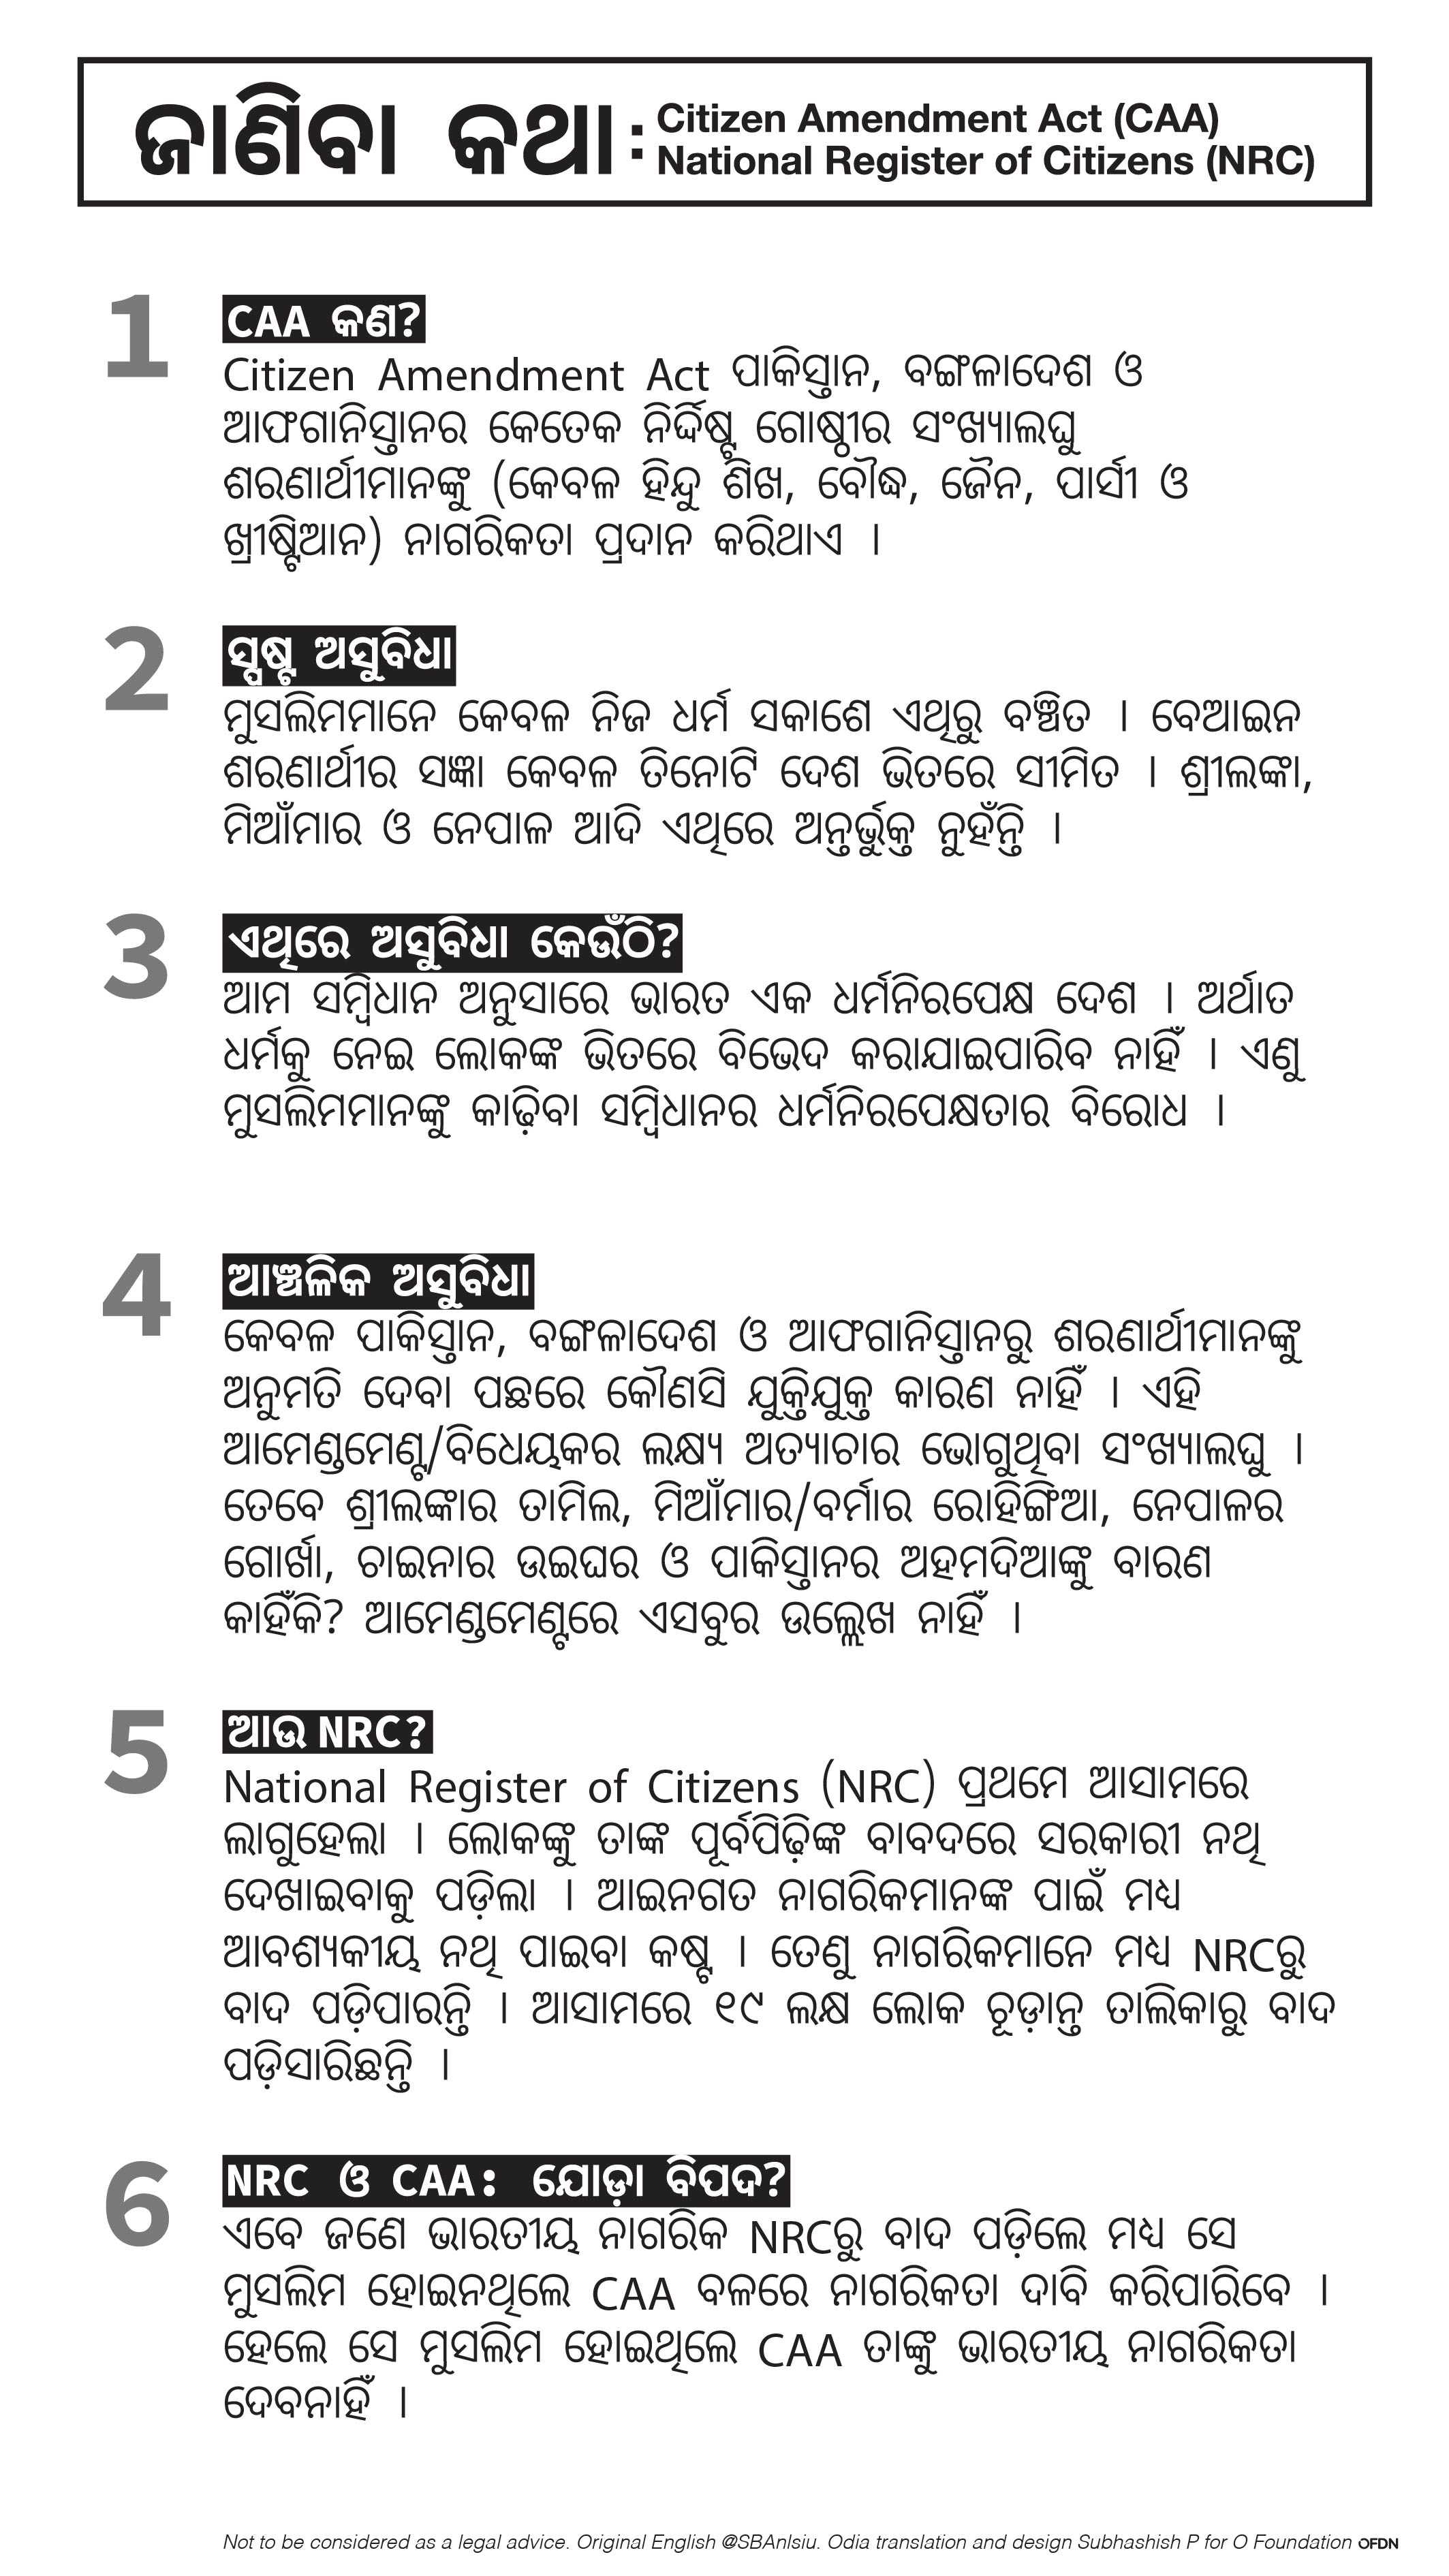 ଜାଣିବା କଥା: Citizen Amendment Act (CAA)
National Register of Citizens (NRC)
1
CAA କଣ?
Citizen Amendment Act ପାକିସ୍ତାନ, ବଙ୍ଗଳାଦେଶ ଓ
ଆଫଗାନିସ୍ତାନର କେତେକ ନିର୍ଦ୍ଦିଷ୍ଟ ଗୋଷ୍ଠୀର ସଂଖ୍ୟାଲଘୁ
ଶରଣାର୍ଥୀମାନଙ୍କୁ (କେବଳ ହିନ୍ଦୁ ଶିଖ, ବୌଦ୍ଧ, ଜୈନ, ପାର୍ସୀ ଓ
ଖ୍ରୀଷ୍ଟିଆନ) ନାଗରିକତା ପ୍ରଦାନ କରିଥାଏ ।
2
ସ୍ପଷ୍ଟ ଅସୁବିଧା
ମୁସଲିମମାନେ କେବଳ ନିଜ ଧର୍ମ ସକାଶେ ଏଥିରୁ ବଞ୍ଚିତ । ବେଆଇନ
ଶରଣାର୍ଥୀର ସଜ୍ଞା କେବଳ ତିନୋଟି ଦେଶ ଭିତରେ ସୀମିତ । ଶ୍ରୀଲଙ୍କା,
ମିଆଁମାର ଓ ନେପାଳ ଆଦି ଏଥିରେ ଅନ୍ତର୍ଭୁକ୍ତ ନୁହଁନ୍ତି ।
3
ଏଥିରେ ଅସୁବିଧା କେଉଁଠି?
ଆମ ସମ୍ବିଧାନ ଅନୁସାରେ ଭାରତ ଏକ ଧର୍ମନିରପେକ୍ଷ ଦେଶ । ଅର୍ଥାତ
ଧର୍ମକୁ ନେଇ ଲୋକଙ୍କ ଭିତରେ ବିଭେଦ କରାଯାଇପାରିବ ନାହିଁ । ଏଣୁ
ମୁସଲିମମାନଙ୍କୁ କାଢ଼ିବା ସମ୍ବିଧାନର ଧର୍ମନିରପେକ୍ଷତାର ବିରୋଧ ।
4
ଆଞ୍ଚଳିକ ଅସୁବିଧା
କେବଳ ପାକିସ୍ତାନ, ବଙ୍ଗଳାଦେଶ ଓ ଆଫଗାନିସ୍ତାନରୁ ଶରଣାର୍ଥୀମାନଙ୍କୁ
ଅନୁମତି ଦେବା ପଛରେ କୌଣସି ଯୁକ୍ତିଯୁକ୍ତ କାରଣ ନାହିଁ । ଏହି
ଆମେଣ୍ଡମେଣ୍ଟ/ବିଧେୟକର ଲକ୍ଷ୍ୟ ଅତ୍ୟାଚାର ଭୋଗୁଥିବା ସଂଖ୍ୟାଲଘୁ ।
ତେବେ ଶ୍ରୀଲଙ୍କାର ତାମିଲ, ମିଆଁମାର/ବର୍ମାର ରୋହିଙ୍ଗିଆ, ନେପାଳର
ଗୋର୍ଖା, ଚାଇନାର ଉଇଘର ଓ ପାକିସ୍ତାନର ଅହମଦିଆଙ୍କୁ ବାରଣ
କାହିଁକି? ଆମେଣ୍ଡମେଣ୍ଟରେ ଏସବୁର ଉଲ୍ଲେଖ ନାହିଁ ।
5
ଆଉ NRC?
National Register of Citizens (NRC) ପ୍ରଥମେ ଆସାମରେ
ଲାଗୁହେଲା । ଲୋକଙ୍କୁ ତାଙ୍କ ପୂର୍ବପିଢ଼ିଙ୍କ ବାବଦରେ ସରକାରୀ ନଥି
ଦେଖାଇବାକୁ ପଡ଼ିଲା । ଆଇନଗତ ନାଗରିକମାନଙ୍କ ପାଇଁ ମଧ୍ୟ
ଆବଶ୍ୟକୀୟ ନଥି ପାଇବା କଷ୍ଟ । ତେଣୁ ନାଗରିକମାନେ ମଧ୍ୟ NRCରୁ
ବାଦ ପଡ଼ିପାରନ୍ତି । ଆସାମରେ ୧୯ ଲକ୍ଷ ଲୋକ ଚୂଡ଼ାନ୍ତ ତାଲିକାରୁ ବାଦ
ପଡ଼ିସାରିଛନ୍ତି ।
6
NRC ଓ CAA: ଯୋଡ଼ା ବିପଦ?
ଏବେ ଜଣେ ଭାରତୀୟ ନାଗରିକ NRCରୁ ବାଦ ପଡ଼ିଲେ ମଧ୍ୟ ସେ
ମୁସଲିମ ହୋଇନଥିଲେ CAA ବଳରେ ନାଗରିକତା ଦାବି କରିପାରିବେ ।
ହେଲେ ସେ ମୁସଲିମ ହୋଇଥିଲେ CAA ତାଙ୍କୁ ଭାରତୀୟ ନାଗରିକତା
ଦେବନାହିଁ ।
Not to be considered as a legal advice. Original English @SBAnlsiu. Odia translation and design Subhashish P for O Foundation OFDN